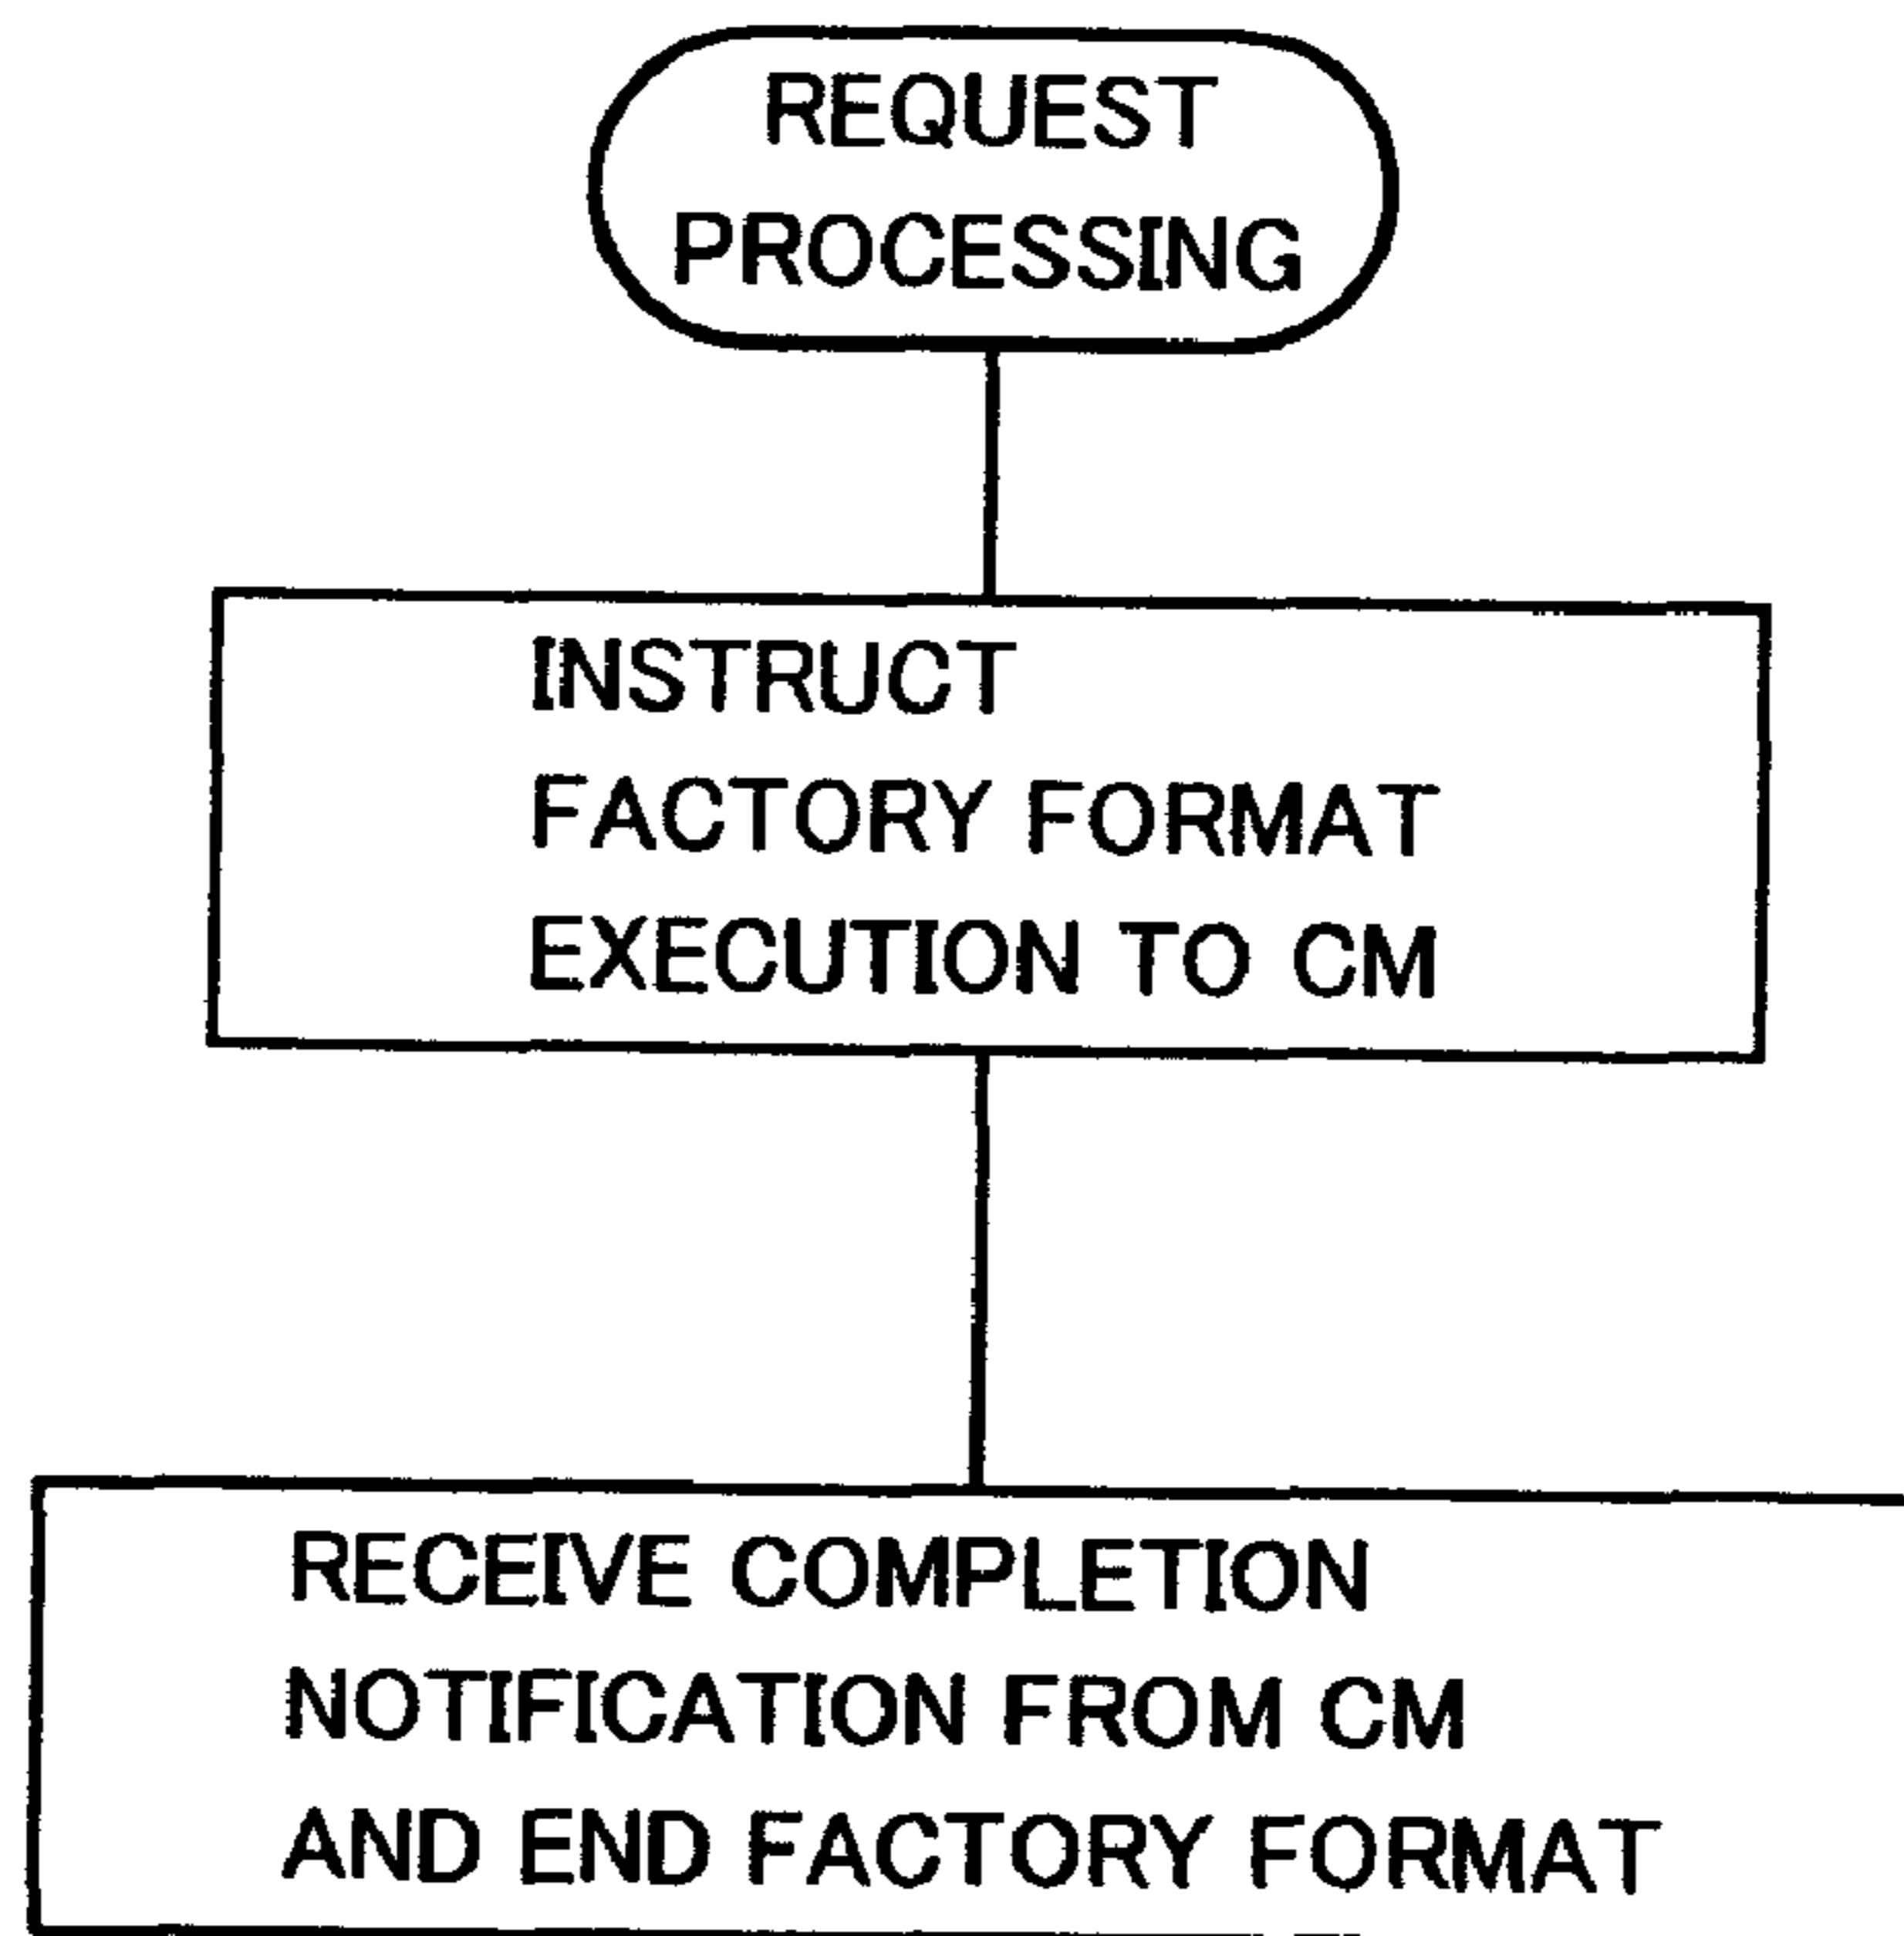 REQUEST
PROCESSING
INSTRUCT
FACTORY FORMAT
EXECUTION TO CM
RECEIVE COMPLETION
NOTIFICATION FROM CM
AND END FACTORY FORMAT